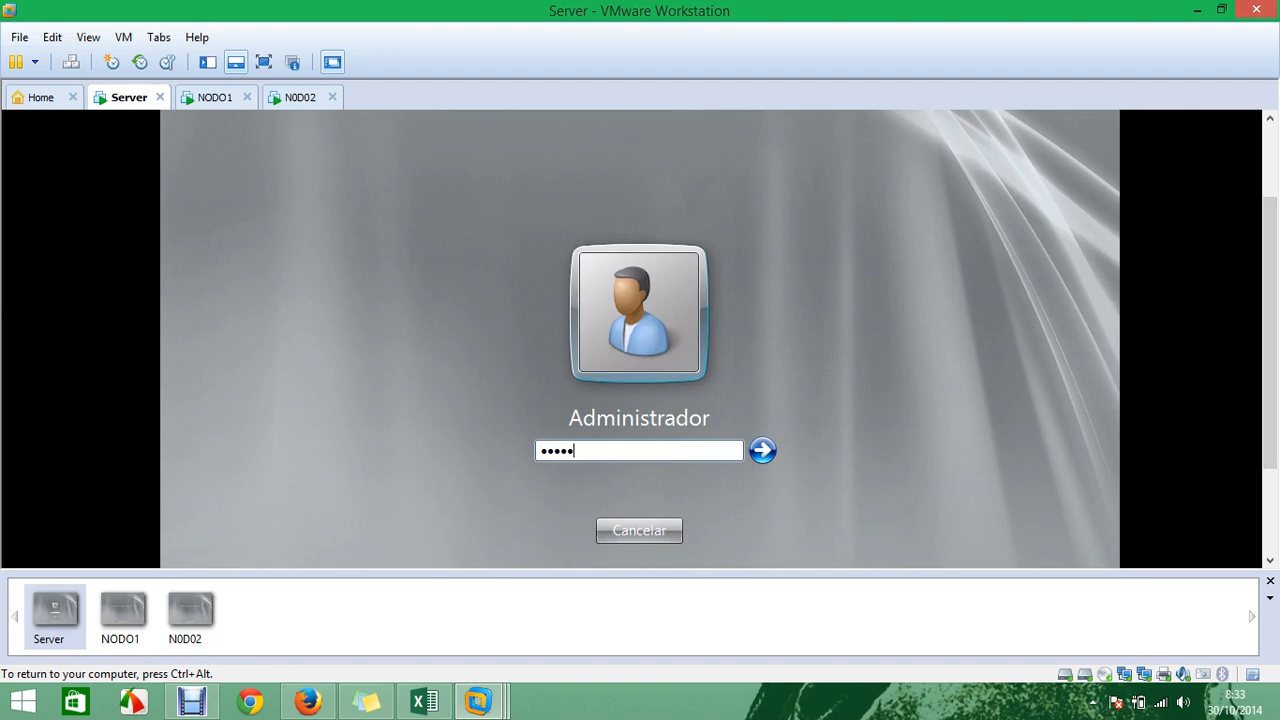 Server - VMware Workstation
File Edit View VM Tabs Help
Home Server NODO1 N0D02
Administrador
•••••
Cancelar
Server NODO1 N0D02
To return to your computer, press Ctrl+Alt.
8:33
30/10/2014